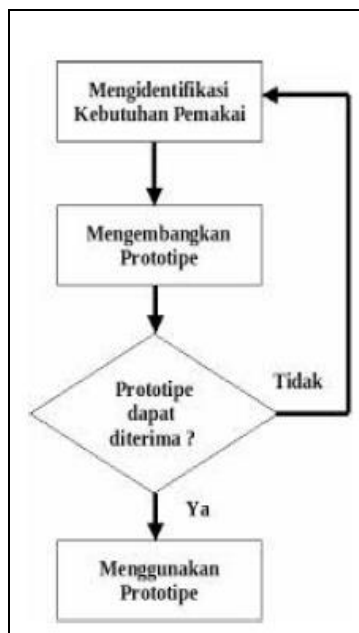 Mengidentifikasi
Kebutuhan Pemakai
Mengembangkan
Prototipe
Prototipe
dapat
diterima ?
Tidak
Ya
Menggunakan
Prototipe